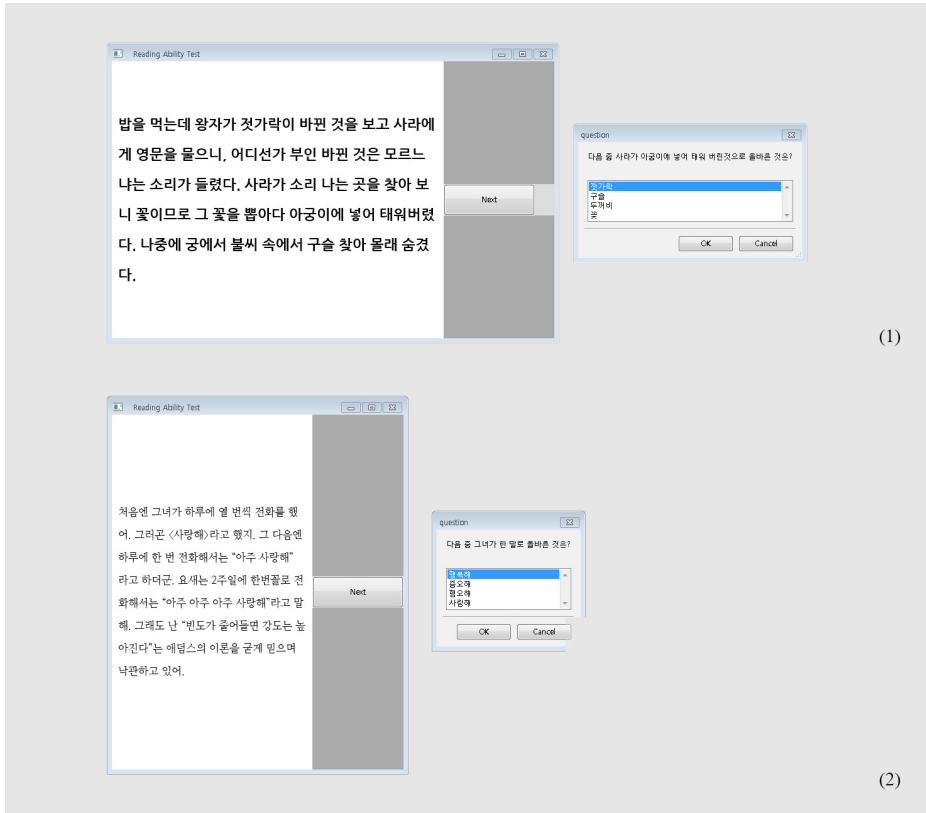 Reading Ability Test
밥을 먹는데 왕자가 젓가락이 바뀐 것을 보고 사라에
게 영문을 물으니, 어디선가 부인 바뀐 것은 모르느
냐는 소리가 들렸다. 사라가 소리 나는 곳을 찾아 보
니 꽃이므로 그 꽃을 뽑아다 아궁이에 넣어 태워버렸
다. 나중에 궁에서 불씨 속에서 구슬 찾아 몰래 숨겼
다.
Next
question
다음 중 사라가 아궁이에 넣어 태워 버린것으로 올바른 것은?
젓가락
구슬
두꺼비
꽃
OK Cancel
(1)
Reading Ability Test
처음엔 그녀가 하루에 열 번씩 전화를 했
어. 그러곤 〈사랑해〉라고 했지. 그 다음엔
하루에 한 번 전화해서는 “아주 사랑해”
라고 하더군. 요새는 2주일에 한번꼴로 전
화해서는 “아주 아주 아주 사랑해”라고 말
해. 그래도 난 “빈도가 줄어들면 강도는 높
아진다”는 애덤스의 이론을 굳게 믿으며
낙관하고 있어.
Next
question
다음 중 그녀가 한 말로 올바른 것은?
행복해
증오해
혐오해
사랑해
OK Cancel
(2)